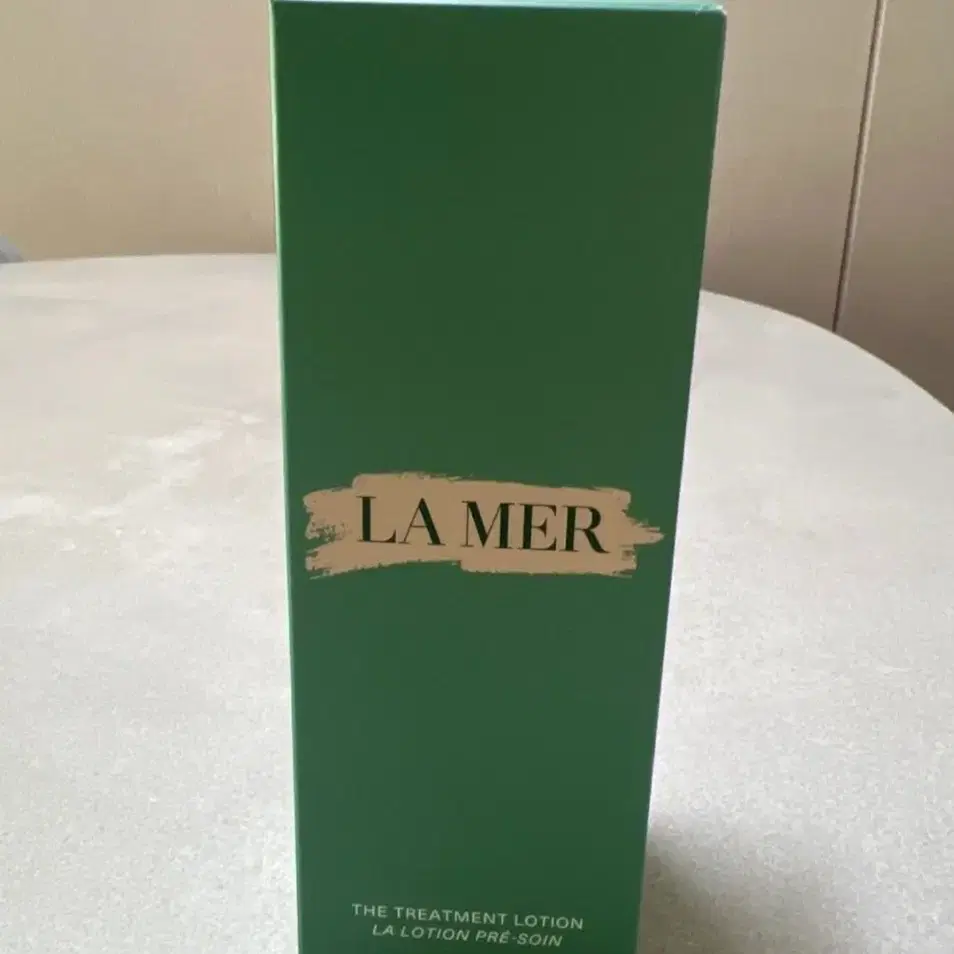 LA MER
THE TREATMENT LOTION
LA LOTION PRÉ-SOIN